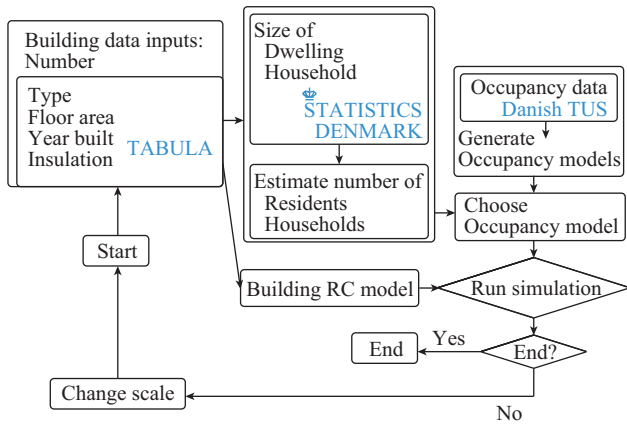 Building data inputs:
Number
Type
Floor area
Year built
Insulation
TABULA
Size of
Dwelling
Household
STATISTICS
DENMARK
Estimate number of
Residents
Households
Occupancy data
Danish TUS
Generate
Occupancy models
Choose
Occupancy model
Start
Building RC model
Run simulation
End
Yes
End?
Change scale
No